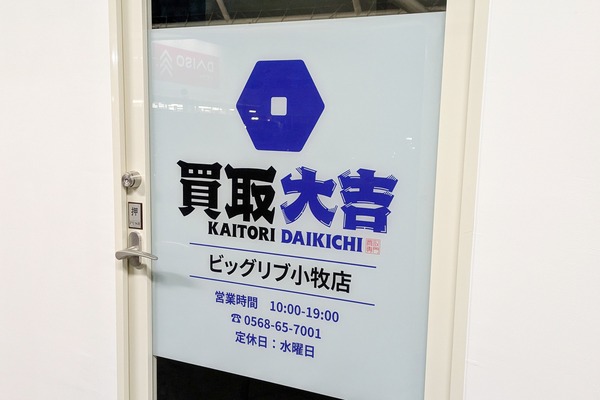 買取大吉
KAITORI DAIKICHI
ビッグリブ小牧店
営業時間 10:00-19:00
☎0568-65-7001
定休日：水曜日
押
DAISO